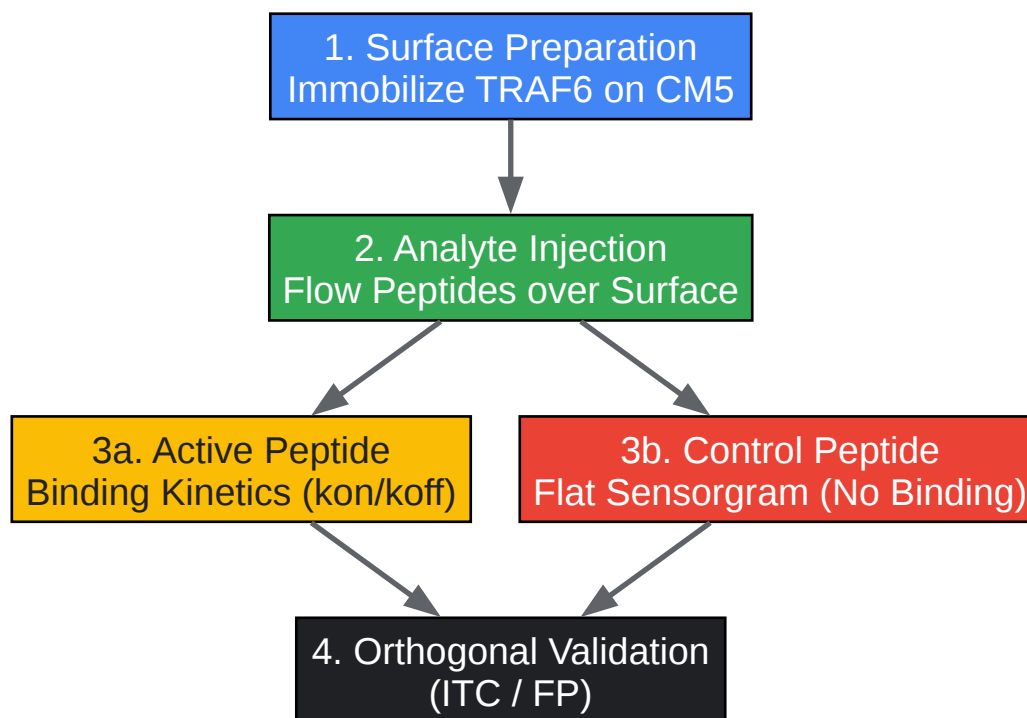 1. Surface Preparation
Immobilize TRAF6 on CM5
2. Analyte Injection
Flow Peptides over Surface
3a. Active Peptide
Binding Kinetics (kon/koff)
3b. Control Peptide
Flat Sensorgram (No Binding)
4. Orthogonal Validation
(ITC / FP)